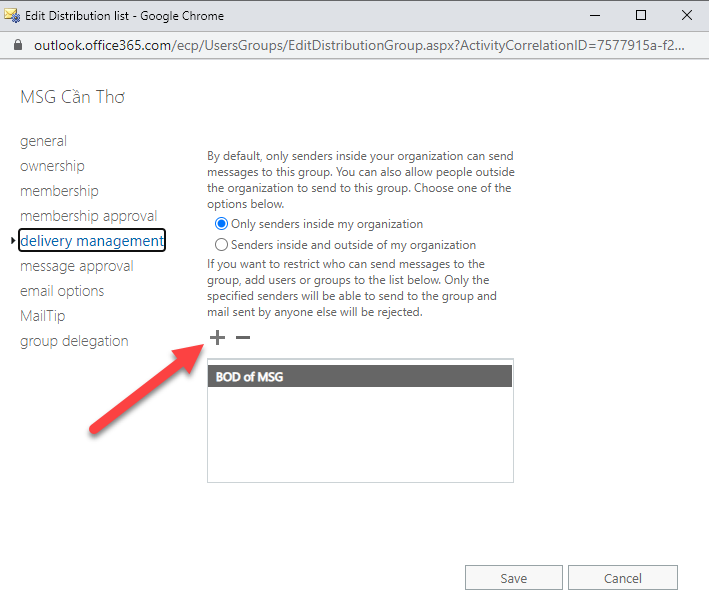 Edit Distribution list - Google Chrome
outlook.office365.com/ecp/UsersGroups/EditDistributionGroup.aspx?ActivityCorrelationID=7577915a-f2...
MSG Cần Thơ
general
ownership
membership
membership approval
delivery management
message approval
email options
MailTip
group delegation
By default, only senders inside your organization can send
messages to this group. You can also allow people outside
the organization to send to this group. Choose one of the
options below.
Only senders inside my organization
Senders inside and outside of my organization
If you want to restrict who can send messages to the
group, add users or groups to the list below. Only the
specified senders will be able to send to the group and
mail sent by anyone else will be rejected.
BOD of MSG
Save
Cancel